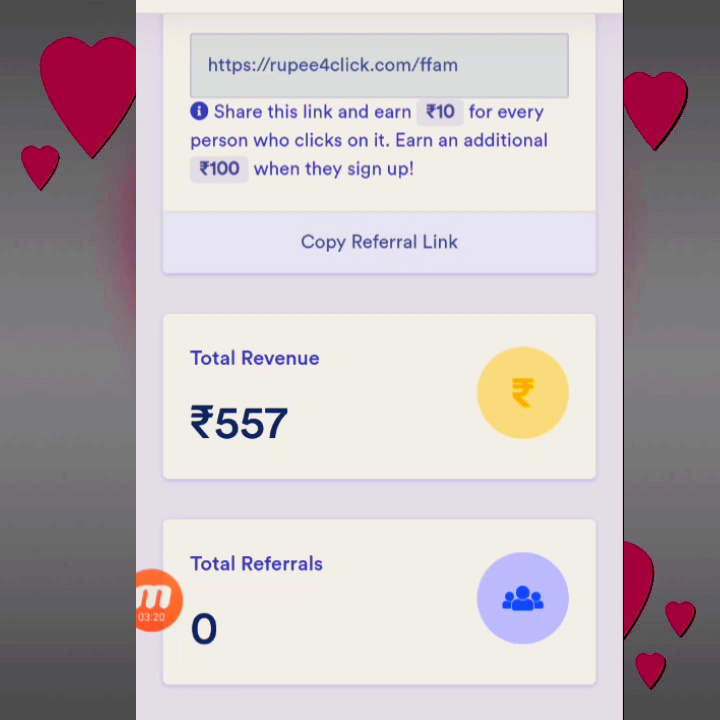 https://rupee4click.com/ffam
Share this link and earn ₹10 for every
person who clicks on it. Earn an additional
₹100 when they sign up!
Copy Referral Link
Total Revenue
₹557
₹
Total Referrals
0
m
03:20